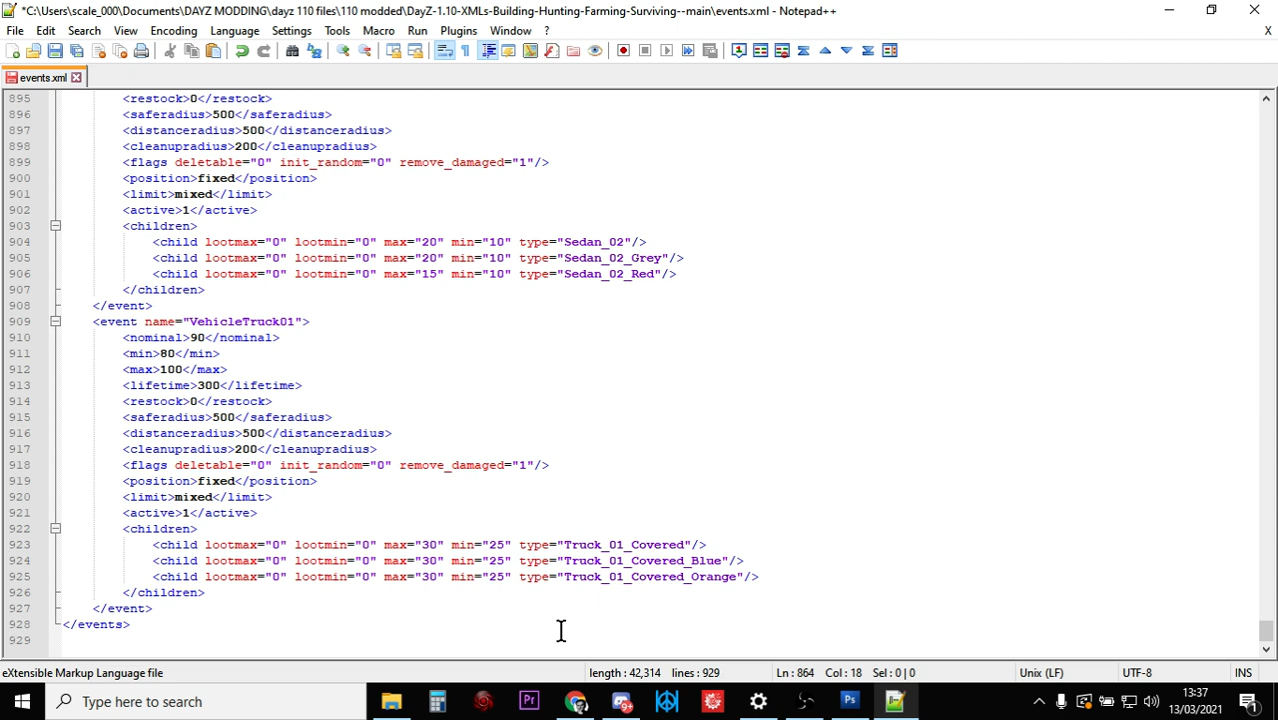 *C:\Users\scale_000\Documents\DAYZ MODDING\dayz 110 files\110 modded\DayZ-1.10-XMLs-Building-Hunting-Farming-Surviving--main\events.xml - Notepad++
File Edit Search View Encoding Language Settings Tools Macro Run Plugins Window ? X
events.xml
895 <restock>0</restock>
896 <saferadius>500</saferadius>
897 <distanceradius>500</distanceradius>
898 <cleanupradius>200</cleanupradius>
899 <flags deletable="0" init_random="0" remove_damaged="1"/>
900 <position>fixed</position>
901 <limit>mixed</limit>
902 <active>1</active>
903 <children>
904 <child lootmax="0" lootmin="0" max="20" min="10" type="Sedan_02"/>
905 <child lootmax="0" lootmin="0" max="20" min="10" type="Sedan_02_Grey"/>
906 <child lootmax="0" lootmin="0" max="15" min="10" type="Sedan_02_Red"/>
907 </children>
908 </event>
909 <event name="VehicleTruck01">
910 <nominal>90</nominal>
911 <min>80</min>
912 <max>100</max>
913 <lifetime>300</lifetime>
914 <restock>0</restock>
915 <saferadius>500</saferadius>
916 <distanceradius>500</distanceradius>
917 <cleanupradius>200</cleanupradius>
918 <flags deletable="0" init_random="0" remove_damaged="1"/>
919 <position>fixed</position>
920 <limit>mixed</limit>
921 <active>1</active>
922 <children>
923 <child lootmax="0" lootmin="0" max="30" min="25" type="Truck_01_Covered"/>
924 <child lootmax="0" lootmin="0" max="30" min="25" type="Truck_01_Covered_Blue"/>
925 <child lootmax="0" lootmin="0" max="30" min="25" type="Truck_01_Covered_Orange"/>
926 </children>
927 </event>
928 </events>
929
eXtensible Markup Language file length : 42,314 lines : 929 Ln : 864 Col : 18 Sel : 0 | 0 Unix (LF) UTF-8 INS
Type here to search Pr Ps 13:37
13/03/2021